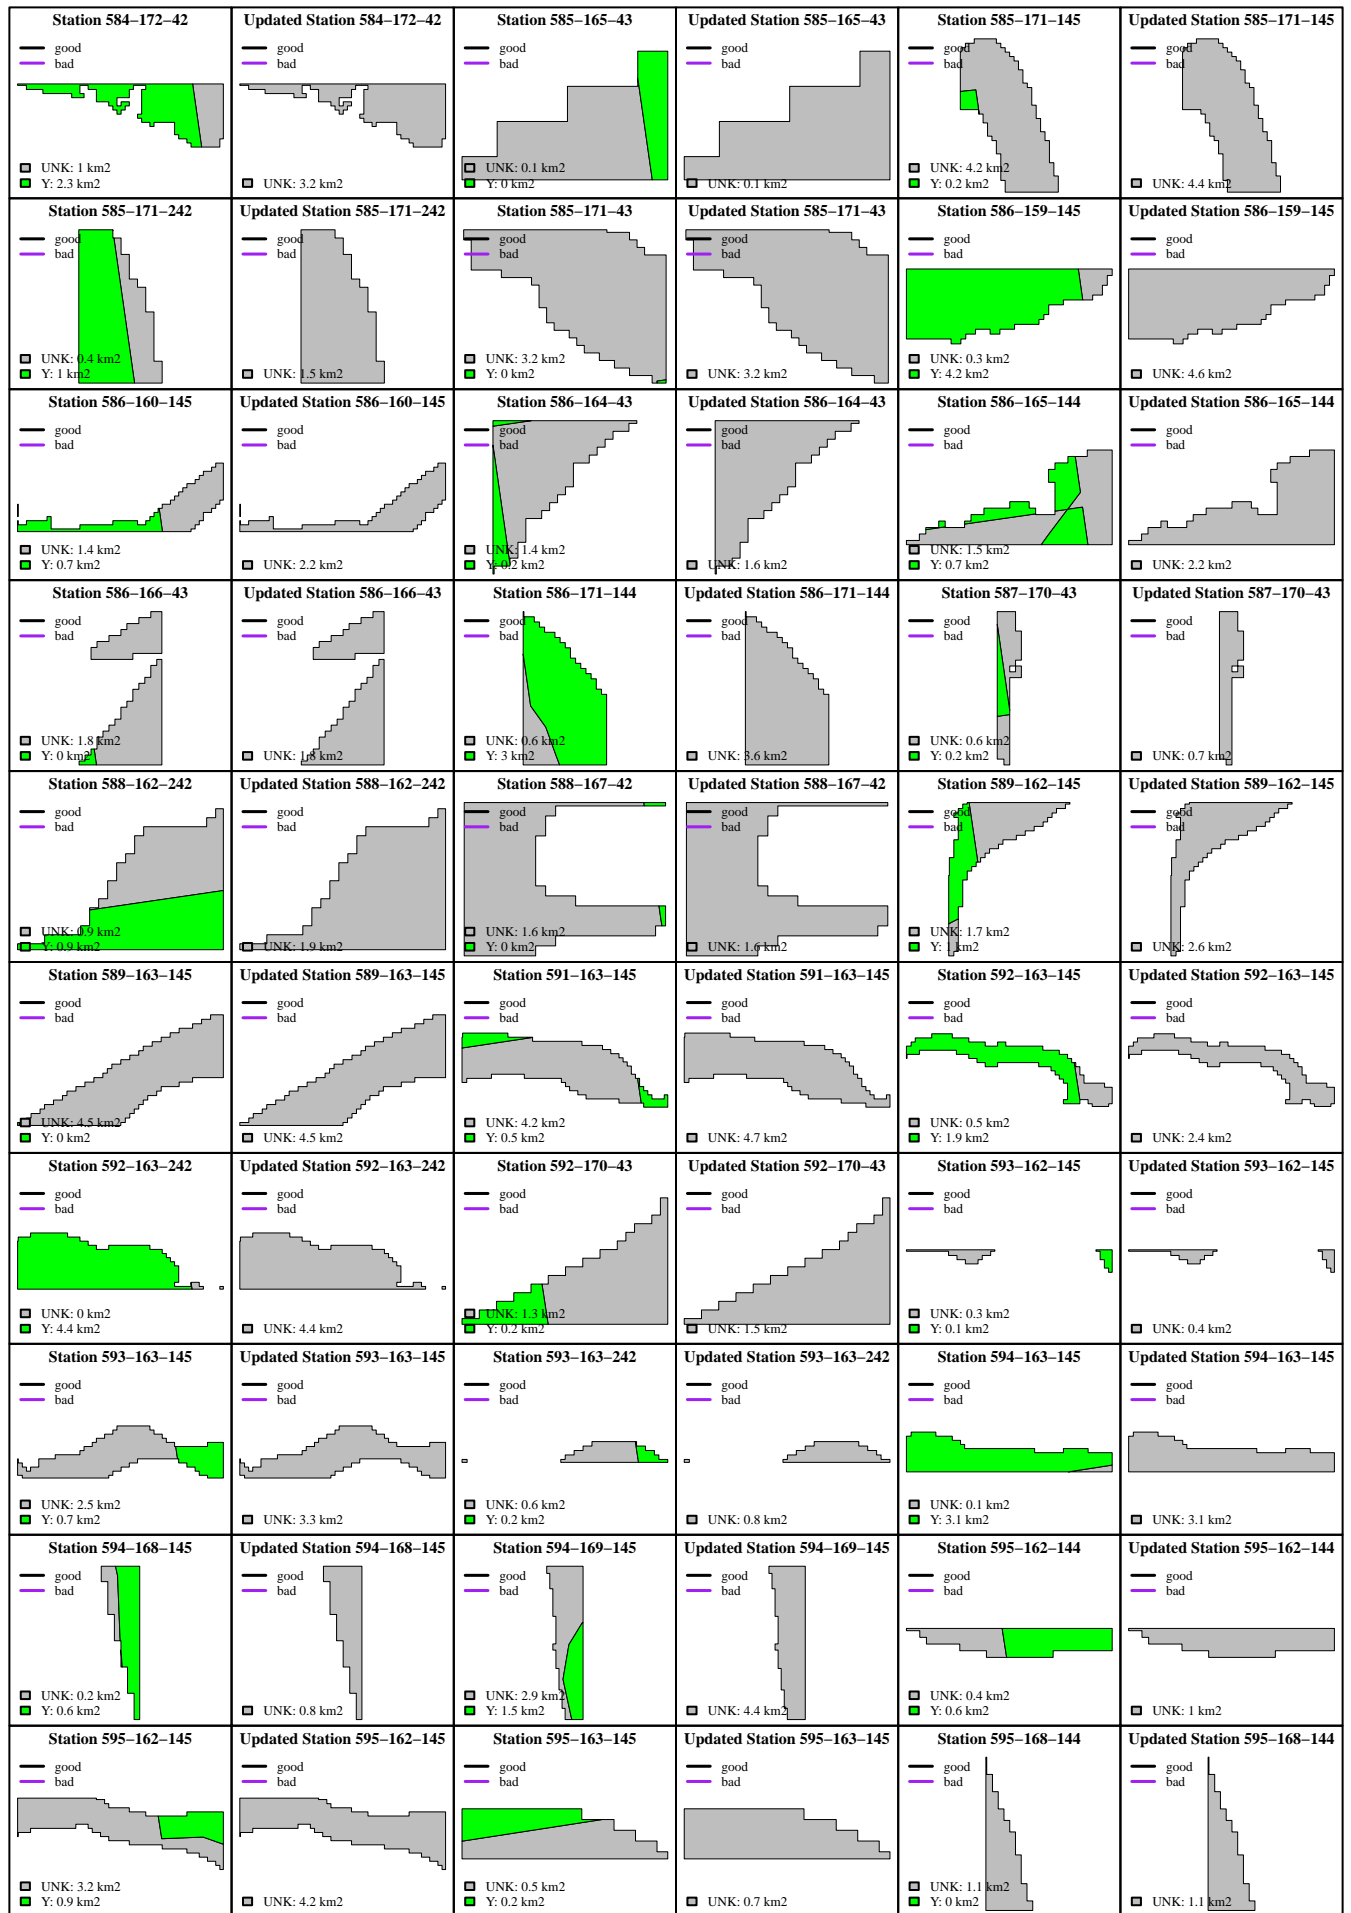 Station 584−172−42
good
bad
UNK: 1 km2
Y: 2.3 km2
Updated Station 584−172−42
good
bad
UNK: 3.2 km2
Station 585−165−43
good
bad
UNK: 0.1 km2
Y: 0 km2
Updated Station 585−165−43
good
bad
UNK: 0.1 km2
Station 585−171−145
good
bad
UNK: 4.2 km2
Y: 0.2 km2
Updated Station 585−171−145
good
bad
UNK: 4.4 km2
Station 585−171−242
good
bad
UNK: 0.4 km2
Y: 1 km2
Updated Station 585−171−242
good
bad
UNK: 1.5 km2
Station 585−171−43
good
bad
UNK: 3.2 km2
Y: 0 km2
Updated Station 585−171−43
good
bad
UNK: 3.2 km2
Station 586−159−145
good
bad
UNK: 0.3 km2
Y: 4.2 km2
Updated Station 586−159−145
good
bad
UNK: 4.6 km2
Station 586−160−145
good
bad
UNK: 1.4 km2
Y: 0.7 km2
Updated Station 586−160−145
good
bad
UNK: 2.2 km2
Station 586−164−43
good
bad
UNK: 1.4 km2
Y: 0.2 km2
Updated Station 586−164−43
good
bad
UNK: 1.6 km2
Station 586−165−144
good
bad
UNK: 1.5 km2
Y: 0.7 km2
Updated Station 586−165−144
good
bad
UNK: 2.2 km2
Station 586−166−43
good
bad
UNK: 1.8 km2
Y: 0 km2
Updated Station 586−166−43
good
bad
UNK: 1.8 km2
Station 586−171−144
good
bad
UNK: 0.6 km2
Y: 3 km2
Updated Station 586−171−144
good
bad
UNK: 3.6 km2
Station 587−170−43
good
bad
UNK: 0.6 km2
Y: 0.2 km2
Updated Station 587−170−43
good
bad
UNK: 0.7 km2
Station 588−162−242
good
bad
UNK: 0.9 km2
Y: 0.9 km2
Updated Station 588−162−242
good
bad
UNK: 1.9 km2
Station 588−167−42
good
bad
UNK: 1.6 km2
Y: 0 km2
Updated Station 588−167−42
good
bad
UNK: 1.6 km2
Station 589−162−145
good
bad
UNK: 1.7 km2
Y: 1 km2
Updated Station 589−162−145
good
bad
UNK: 2.6 km2
Station 589−163−145
good
bad
UNK: 4.5 km2
Y: 0 km2
Updated Station 589−163−145
good
bad
UNK: 4.5 km2
Station 591−163−145
good
bad
UNK: 4.2 km2
Y: 0.5 km2
Updated Station 591−163−145
good
bad
UNK: 4.7 km2
Station 592−163−145
good
bad
UNK: 0.5 km2
Y: 1.9 km2
Updated Station 592−163−145
good
bad
UNK: 2.4 km2
Station 592−163−242
good
bad
UNK: 0 km2
Y: 4.4 km2
Updated Station 592−163−242
good
bad
UNK: 4.4 km2
Station 592−170−43
good
bad
UNK: 1.3 km2
Y: 0.2 km2
Updated Station 592−170−43
good
bad
UNK: 1.5 km2
Station 593−162−145
good
bad
UNK: 0.3 km2
Y: 0.1 km2
Updated Station 593−162−145
good
bad
UNK: 0.4 km2
Station 593−163−145
good
bad
UNK: 2.5 km2
Y: 0.7 km2
Updated Station 593−163−145
good
bad
UNK: 3.3 km2
Station 593−163−242
good
bad
UNK: 0.6 km2
Y: 0.2 km2
Updated Station 593−163−242
good
bad
UNK: 0.8 km2
Station 594−163−145
good
bad
UNK: 0.1 km2
Y: 3.1 km2
Updated Station 594−163−145
good
bad
UNK: 3.1 km2
Station 594−168−145
good
bad
UNK: 0.2 km2
Y: 0.6 km2
Updated Station 594−168−145
good
bad
UNK: 0.8 km2
Station 594−169−145
good
bad
UNK: 2.9 km2
Y: 1.5 km2
Updated Station 594−169−145
good
bad
UNK: 4.4 km2
Station 595−162−144
good
bad
UNK: 0.4 km2
Y: 0.6 km2
Updated Station 595−162−144
good
bad
UNK: 1 km2
Station 595−162−145
good
bad
UNK: 3.2 km2
Y: 0.9 km2
Updated Station 595−162−145
good
bad
UNK: 4.2 km2
Station 595−163−145
good
bad
UNK: 0.5 km2
Y: 0.2 km2
Updated Station 595−163−145
good
bad
UNK: 0.7 km2
Station 595−168−144
good
bad
UNK: 1.1 km2
Y: 0 km2
Updated Station 595−168−144
good
bad
UNK: 1.1 km2